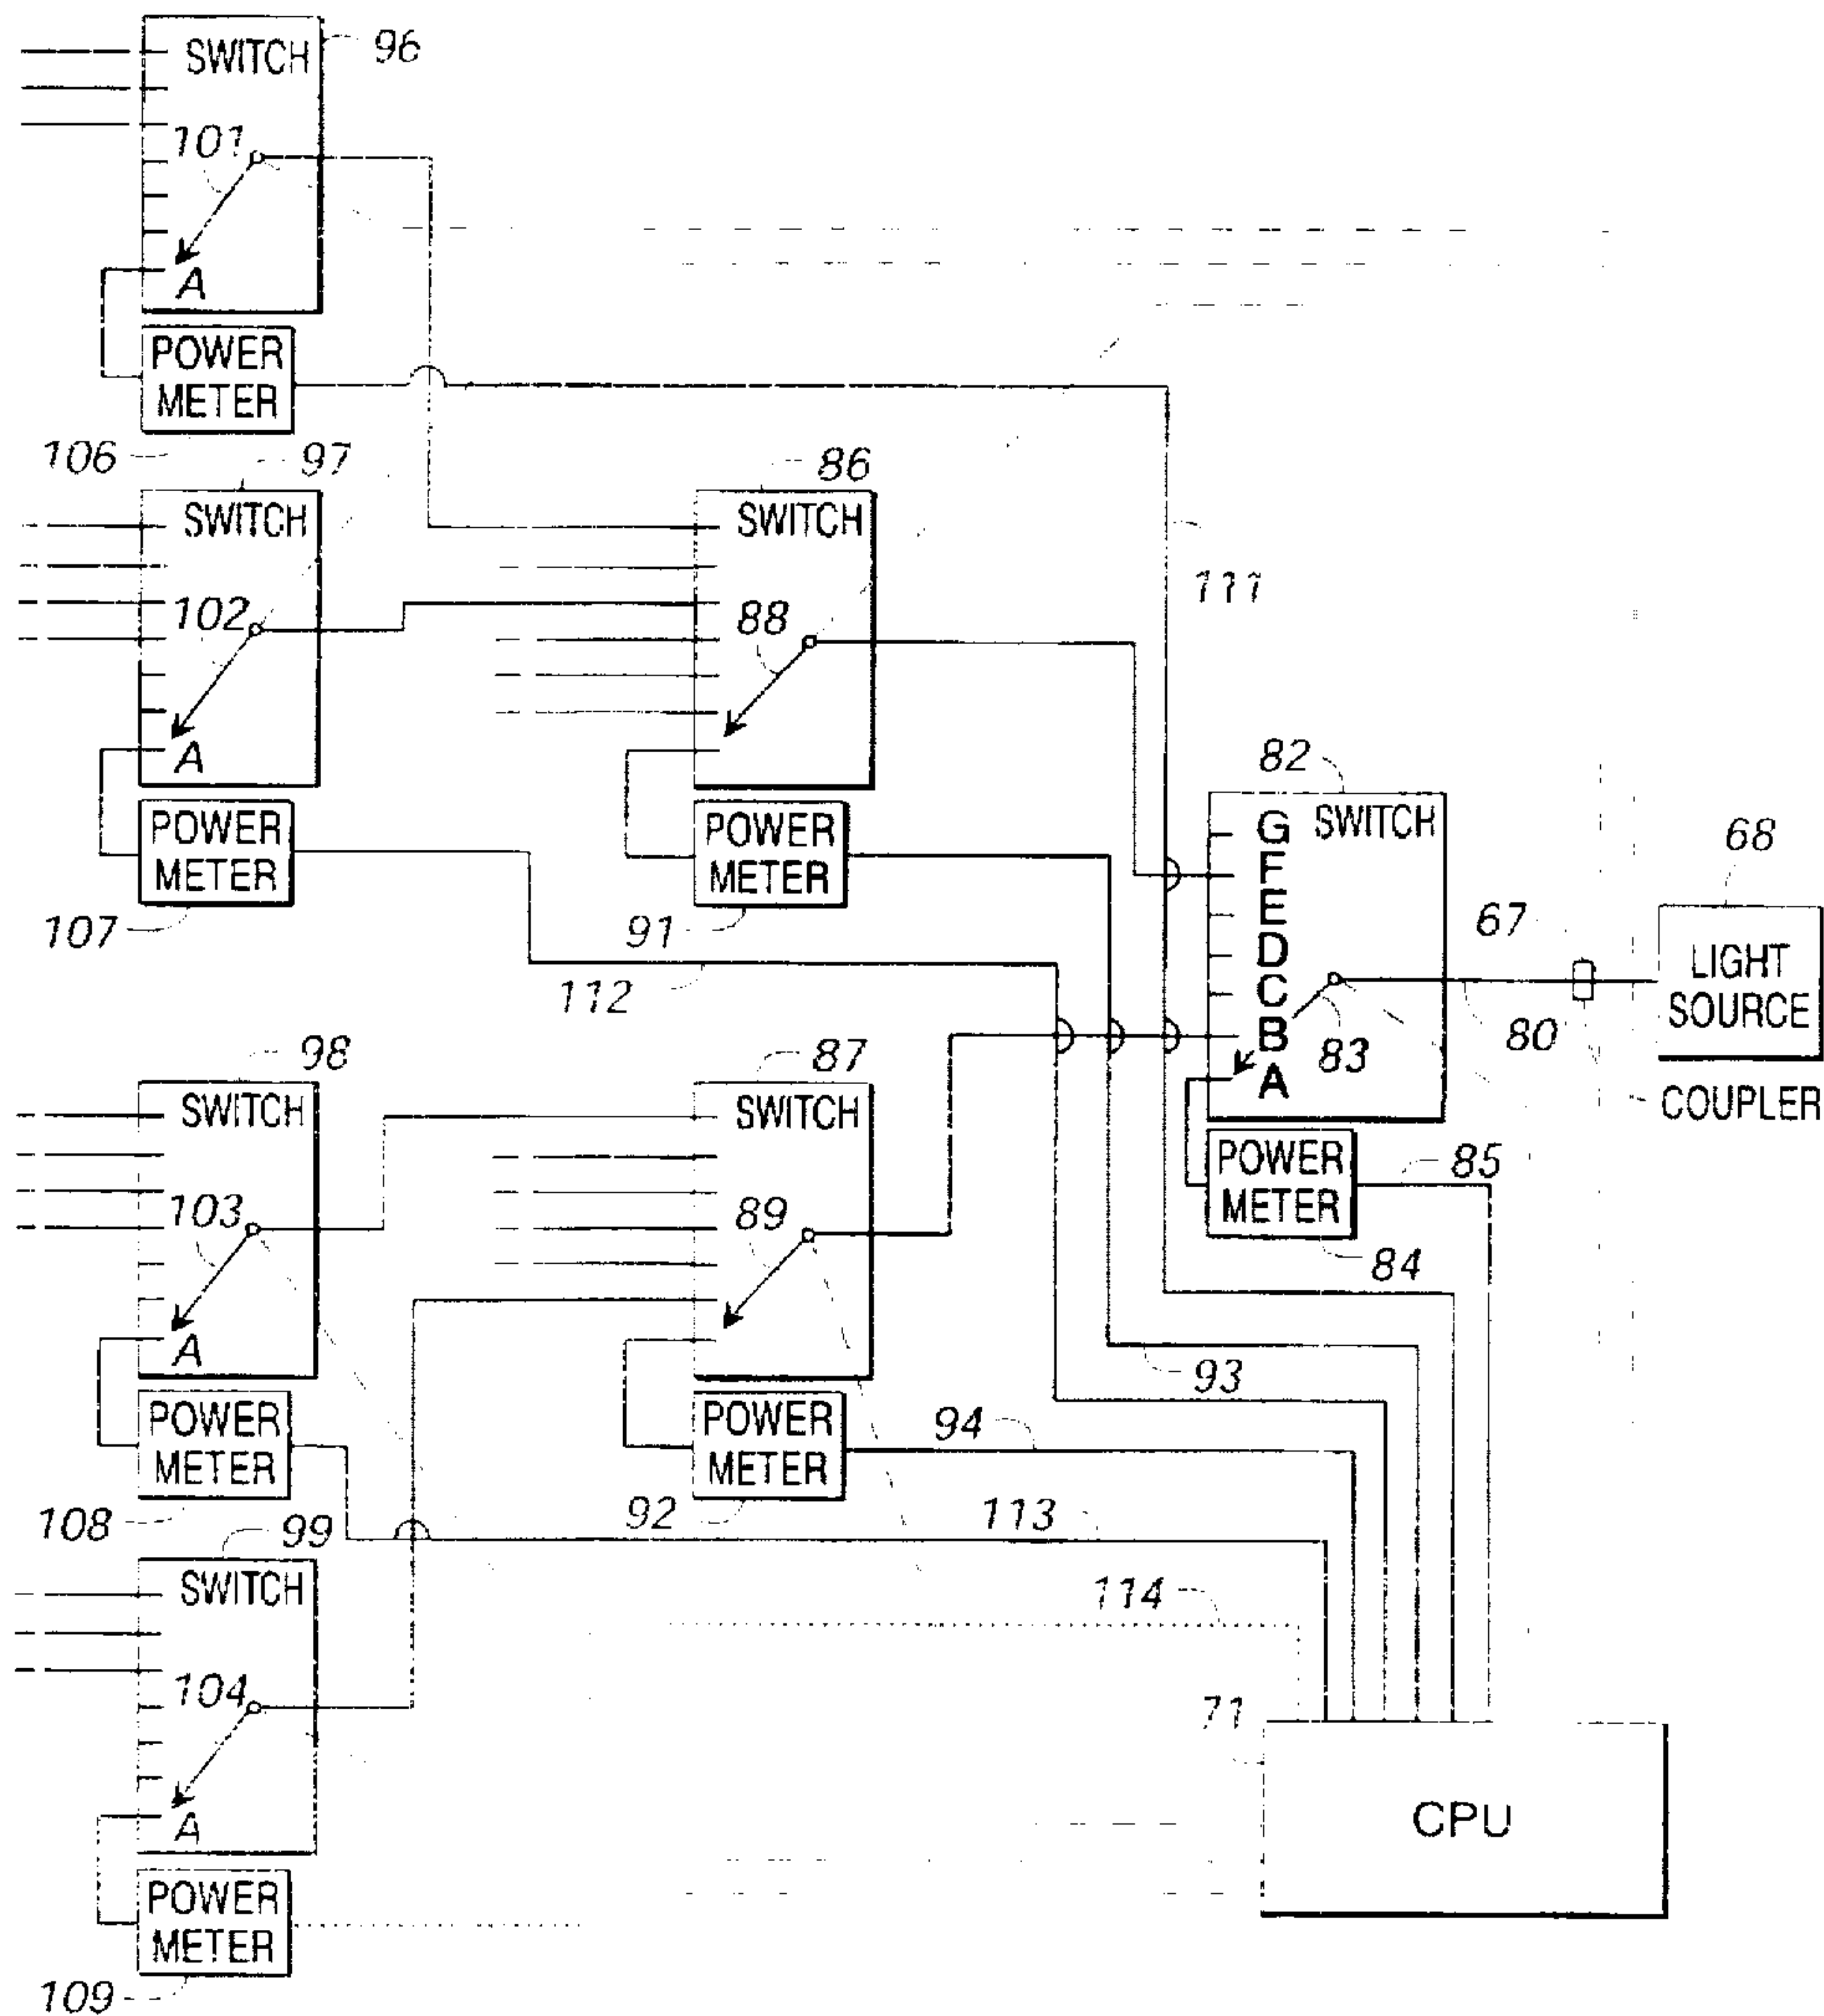 SWITCH
96
101
A
POWER
METER
106
97
SWITCH
102
A
POWER
METER
107
86
SWITCH
88
POWER
METER
91
111
112
82
G SWITCH
F
E
D
C
B
A
83
67
80
68
LIGHT
SOURCE
COUPLER
POWER
METER
85
84
98
SWITCH
103
A
POWER
METER
108
87
SWITCH
89
POWER
METER
92
93
94
113
99
SWITCH
104
A
POWER
METER
109
114
71
CPU